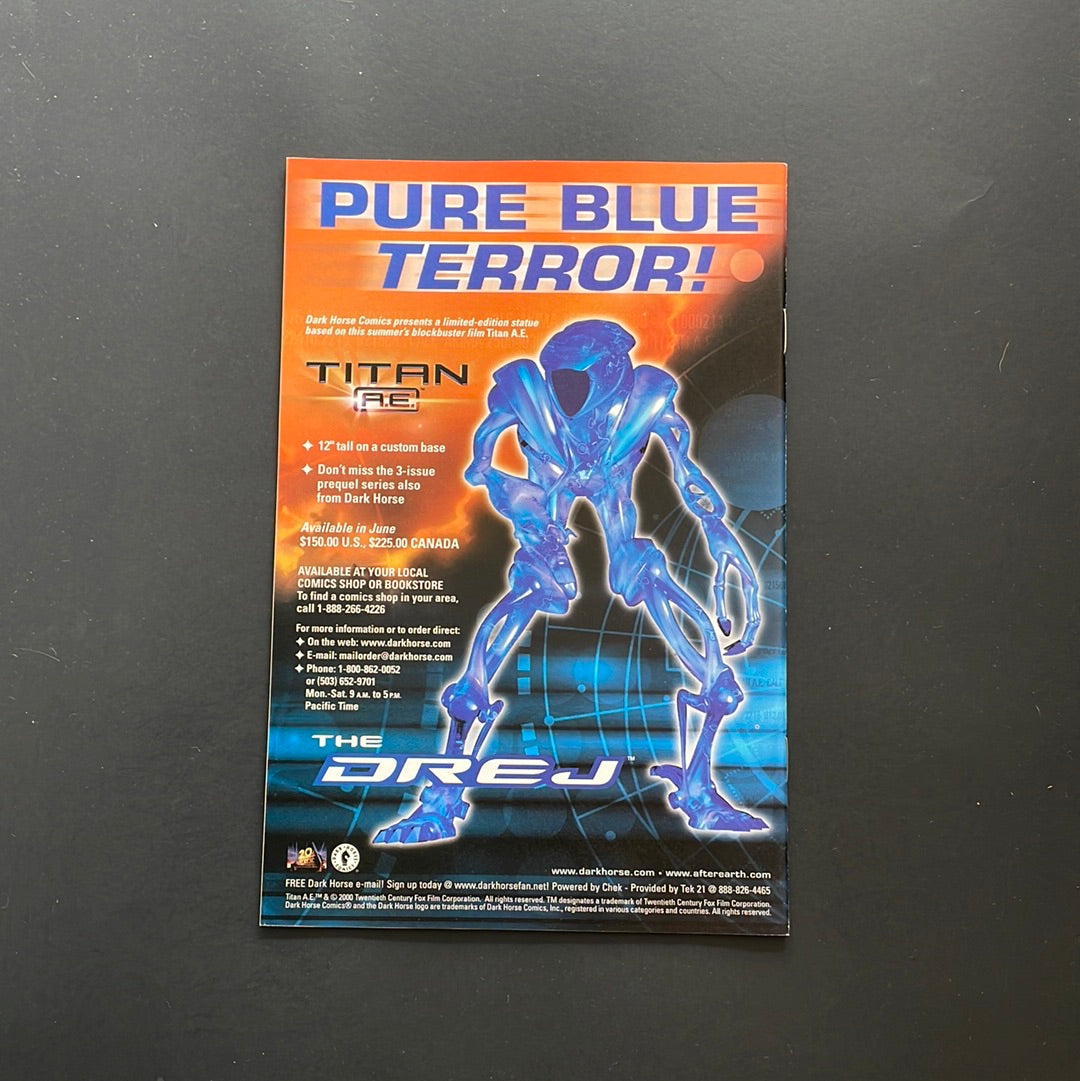 PURE BLUE
TERROR!
Dark Horse Comics presents a limited-edition statue
based on this summer's blockbuster film Titan A.E.
TITAN™
A.E.
✦ 12" tall on a custom base
✦ Don't miss the 3-issue
prequel series also
from Dark Horse
Available in June
$150.00 U.S., $225.00 CANADA
AVAILABLE AT YOUR LOCAL
COMICS SHOP OR BOOKSTORE
To find a comics shop in your area,
call 1-888-266-4226
For more information or to order direct:
✦ On the web: www.darkhorse.com
✦ E-mail: mailorder@darkhorse.com
✦ Phone: 1-800-862-0052
or (503) 652-9701
Mon.-Sat. 9 A.M. to 5 P.M.
Pacific Time
THE
DREJ™
www.darkhorse.com • www.afterearth.com
FREE Dark Horse e-mail! Sign up today @ www.darkhorsefan.net! Powered by Chek - Provided by Tek 21 @ 888-826-4465
Titan A.E.™ & © 2000 Twentieth Century Fox Film Corporation. All rights reserved. TM designates a trademark of Twentieth Century Fox Film Corporation.
Dark Horse Comics® and the Dark Horse logo are trademarks of Dark Horse Comics, Inc., registered in various categories and countries. All rights reserved.